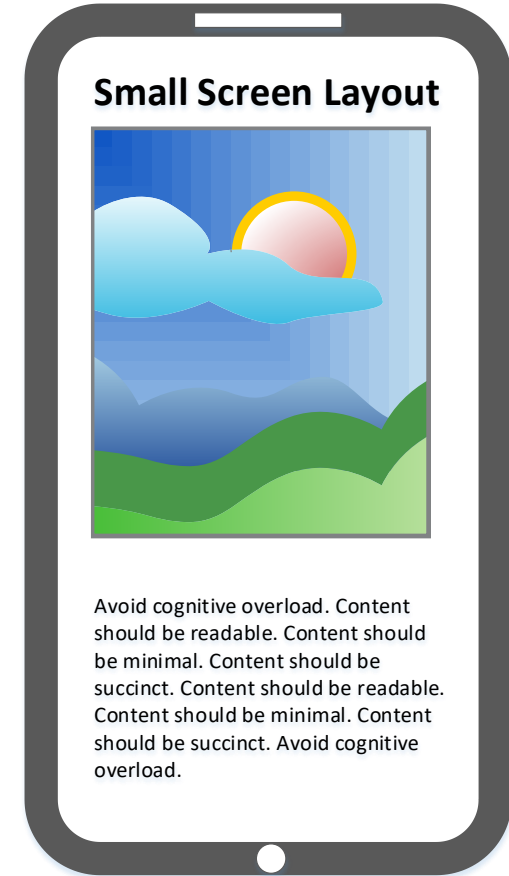 Small Screen Layout
Avoid cognitive overload. Content
should be readable. Content should
be minimal. Content should be
succinct. Content should be readable.
Content should be minimal. Content
should be succinct. Avoid cognitive
overload.